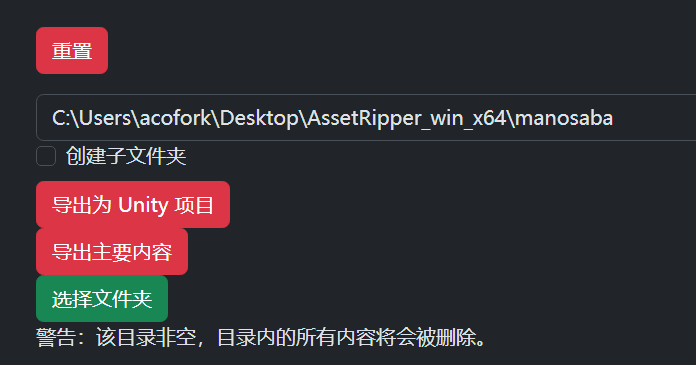 重置
C:\Users\acofork\Desktop\AssetRipper_win_x64\manosaba
创建子文件夹
导出为 Unity 项目
导出主要内容
选择文件夹
警告：该目录非空，目录内的所有内容将会被删除。